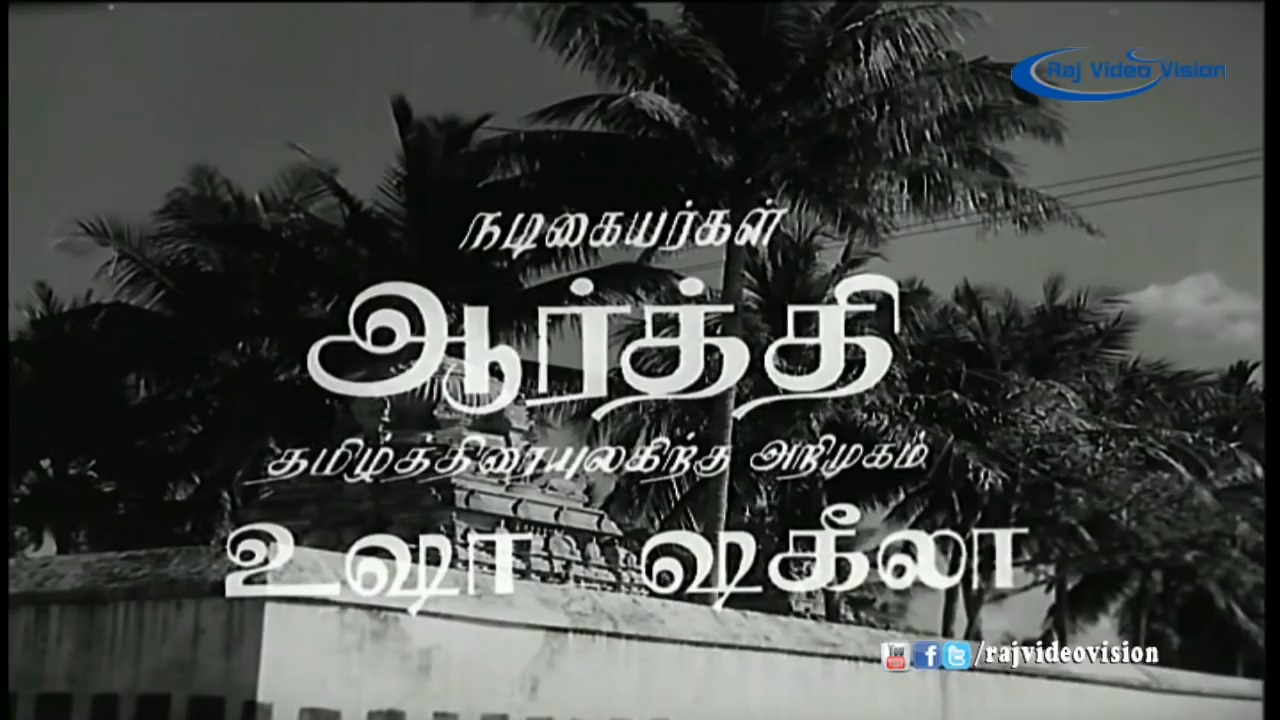 Raj Video Vision
நடிகையர்கள்
ஆர்த்தி
தமிழ்த்திரையுலகிற்கு அறிமுகம்
உஷா ஷகீலா
/rajvideovision